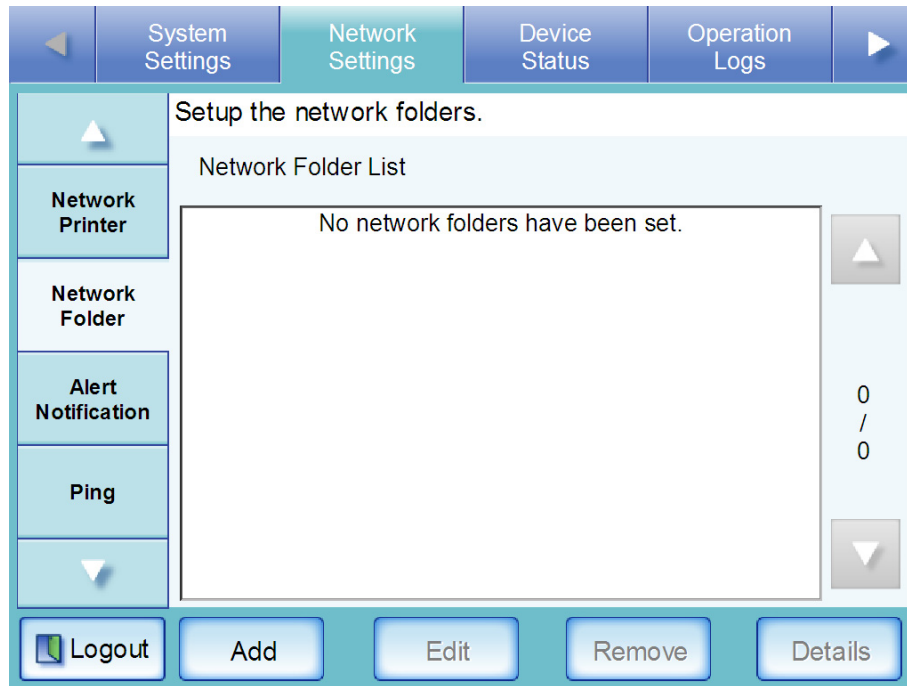 System
Settings
Network
Settings
Device
Status
Operation
Logs
Setup the network folders.
Network Folder List
Network
Printer
No network folders have been set.
Network
Folder
Alert
Notification
0
/
0
Ping
Logout
Add
Edit
Remove
Details